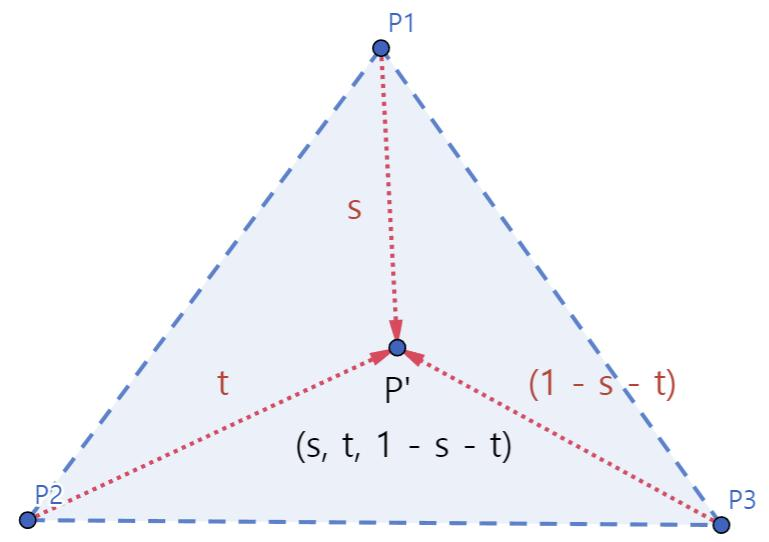 P1
s
t
(1 - s - t)
P'
(s, t, 1 - s - t)
P2
P3